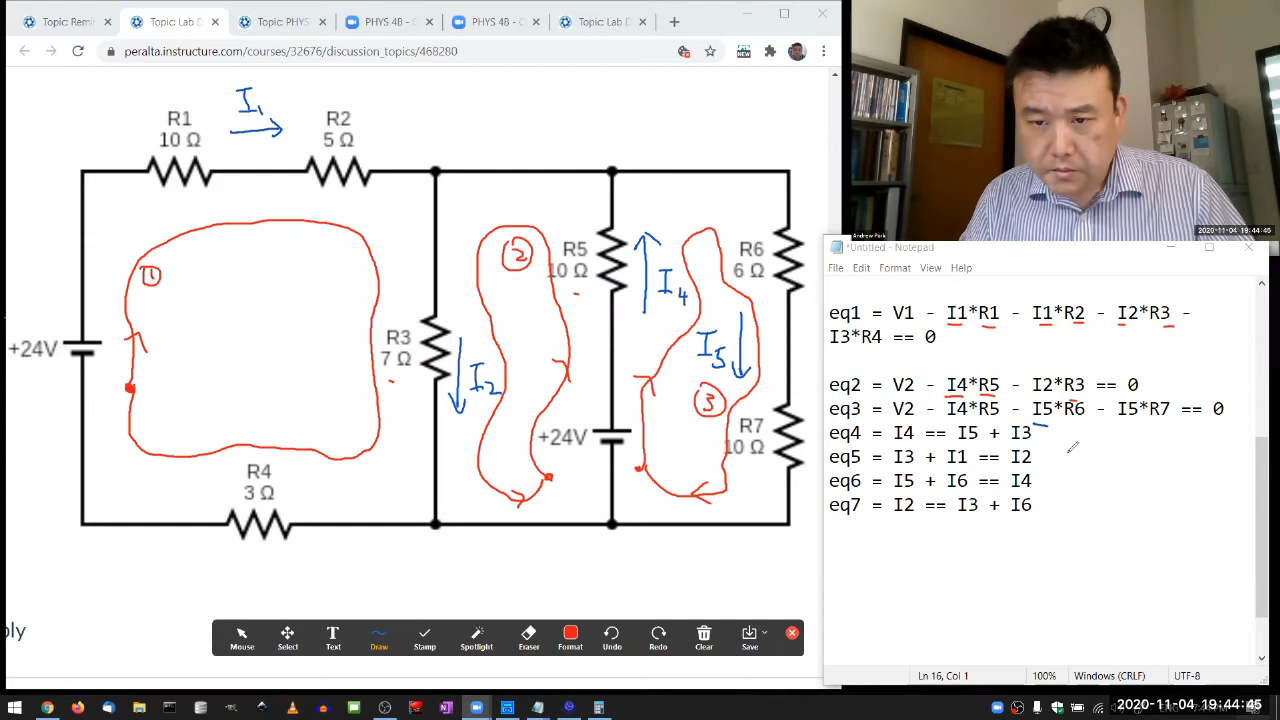 Topic: Remi
Topic: Lab D
Topic: PHYS
PHYS 4B - G
PHYS 4B - G
Topic: Lab D
peralta.instructure.com/courses/32676/discussion_topics/468280
NEW
I₁
R1
10 Ω
R2
5 Ω
+24V
①
R3
7 Ω
I₂
②
R5
10 Ω
I₄
R6
6 Ω
I₅
③
+24V
R7
10 Ω
R4
3 Ω
ply
Mouse
Select
Text
Draw
Stamp
Spotlight
Eraser
Format
Undo
Redo
Clear
Save
Andrew Park
2020-11-04 19:44:45
*Untitled - Notepad
File Edit Format View Help
eq1 = V1 - I1*R1 - I1*R2 - I2*R3 -
I3*R4 == 0
eq2 = V2 - I4*R5 - I2*R3 == 0
eq3 = V2 - I4*R5 - I5*R6 - I5*R7 == 0
eq4 = I4 == I5 + I3
eq5 = I3 + I1 == I2
eq6 = I5 + I6 == I4
eq7 = I2 == I3 + I6
Ln 16, Col 1
100%
Windows (CRLF)
UTF-8
2020-11-04 19:44:45